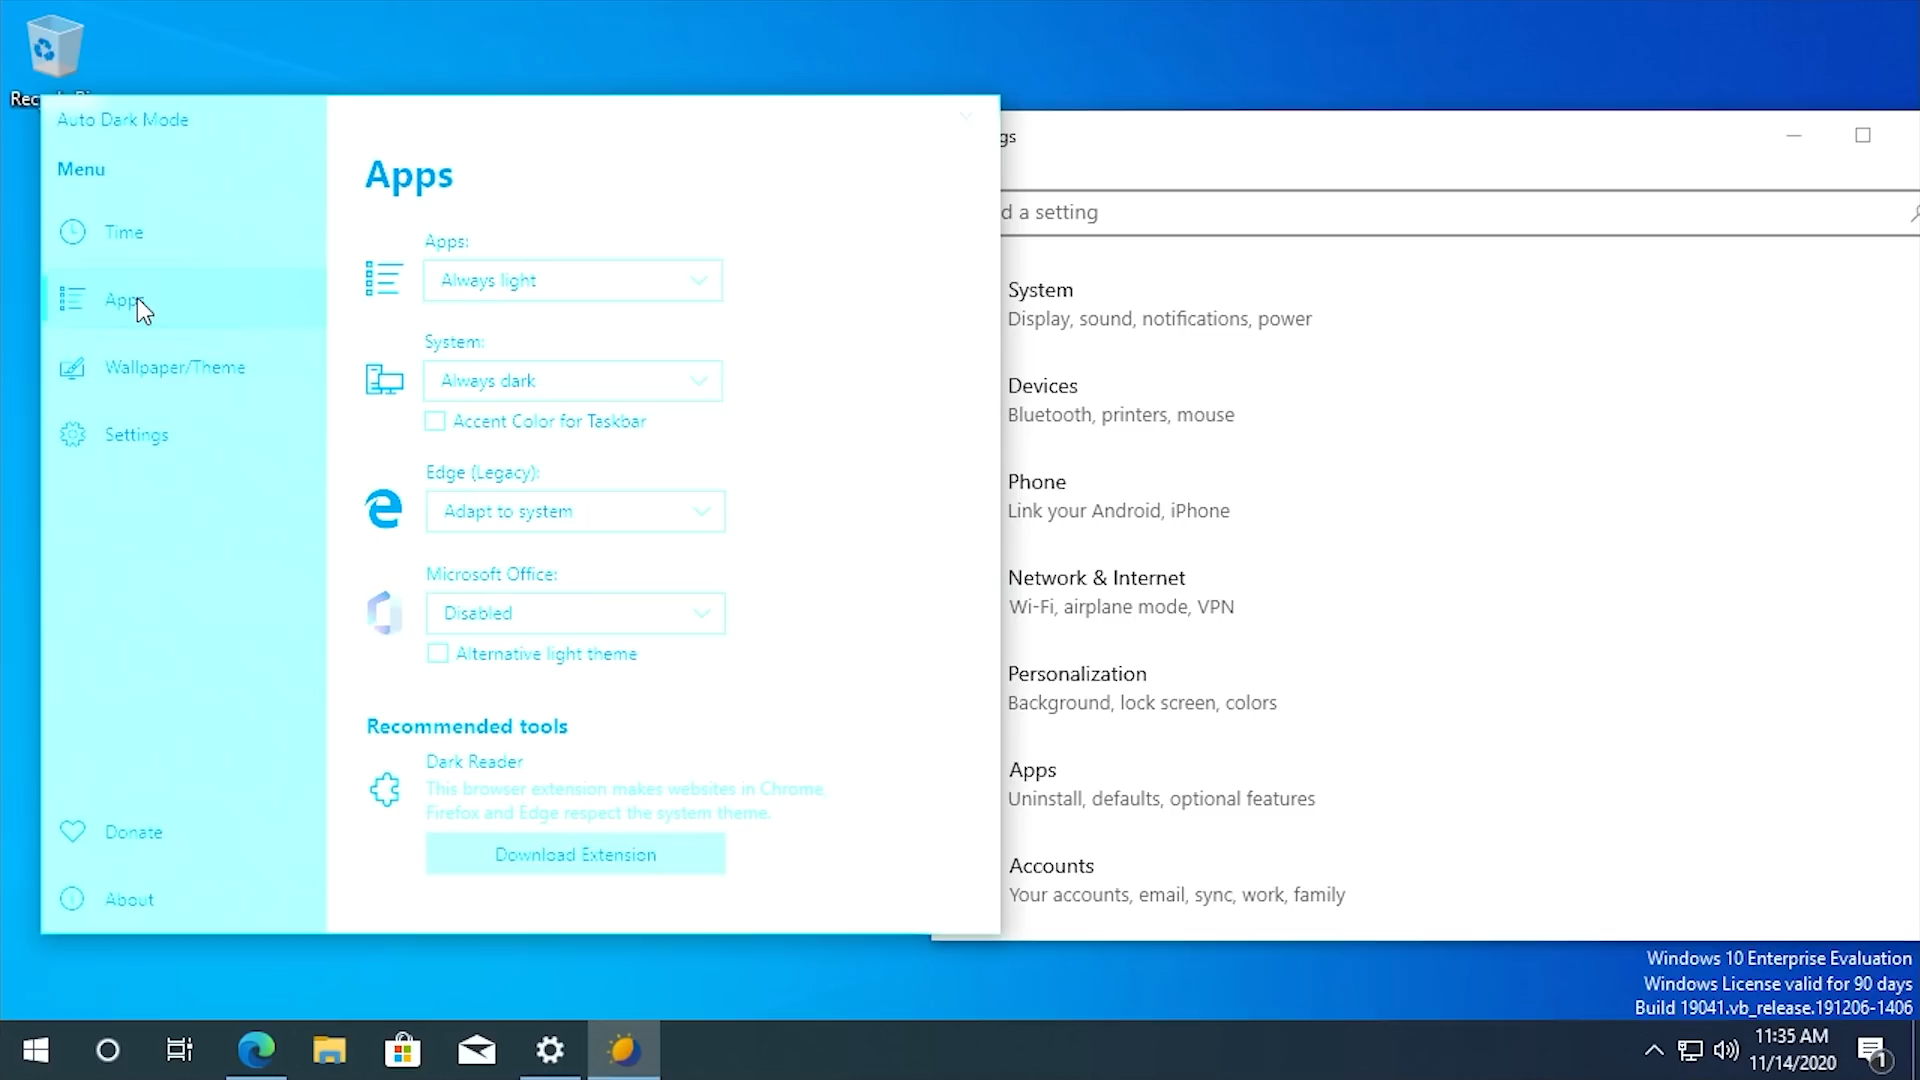 Auto Dark Mode
Menu
Time
Apps
Wallpaper/Theme
Settings
Donate
About
Apps
Apps:
Always light
System:
Always dark
Accent Color for Taskbar
Edge (Legacy):
Adapt to system
Microsoft Office:
Disabled
Alternative light theme
Recommended tools
Dark Reader
This browser extension makes websites in Chrome,
Firefox and Edge respect the system theme.
Download Extension
gs
d a setting
System
Display, sound, notifications, power
Devices
Bluetooth, printers, mouse
Phone
Link your Android, iPhone
Network & Internet
Wi-Fi, airplane mode, VPN
Personalization
Background, lock screen, colors
Apps
Uninstall, defaults, optional features
Accounts
Your accounts, email, sync, work, family
Windows 10 Enterprise Evaluation
Windows License valid for 90 days
Build 19041.vb_release.191206-1406
11:35 AM
11/14/2020
1